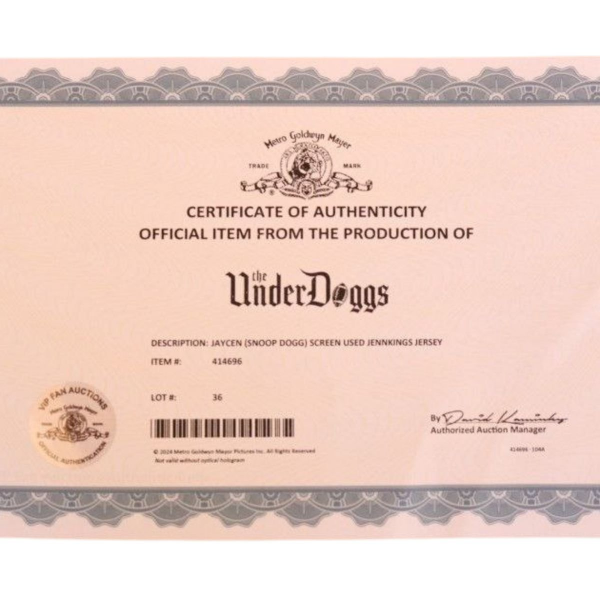 Metro Goldwyn Mayer
TRADE MARK
CERTIFICATE OF AUTHENTICITY
OFFICIAL ITEM FROM THE PRODUCTION OF
the
UnderDoggs
DESCRIPTION: JAYCEN (SNOOP DOGG) SCREEN USED JENNKINGS JERSEY
ITEM #: 414696
LOT #: 36
VIP FAN AUCTIONS
Metro Goldwyn Mayer
OFFICIAL AUTHENTICATION
© 2024 Metro Goldwyn Mayer Pictures Inc. All Rights Reserved
Not valid without optical hologram
By David Kaminsky
Authorized Auction Manager
414696 - 104A